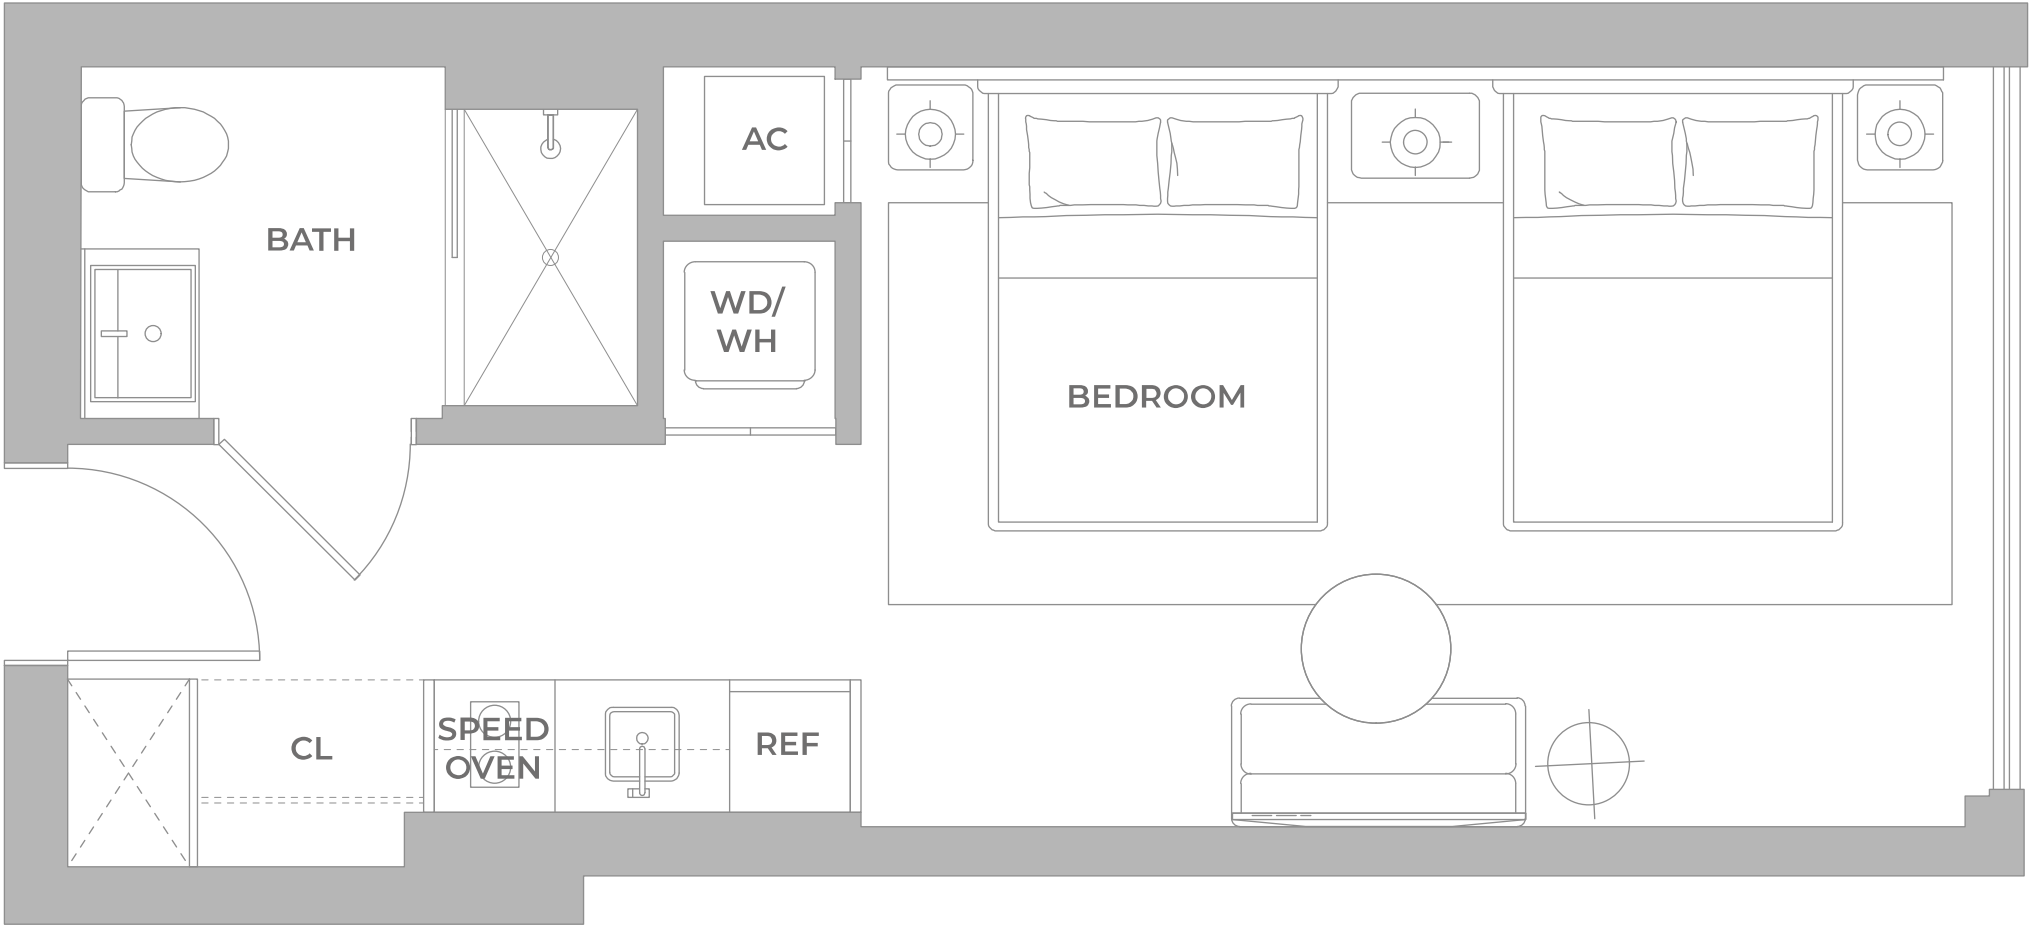 AC
BATH
WD/
WH
BEDROOM
SPEED
OVEN
CL
REF